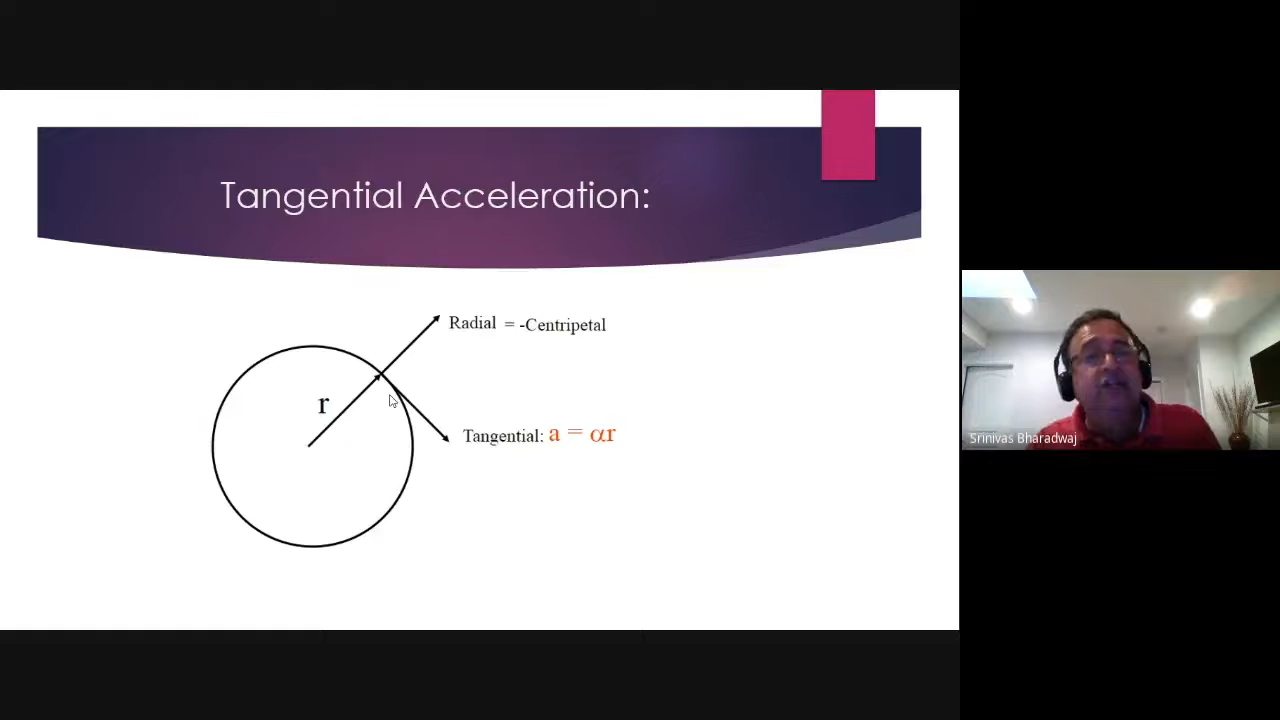 Tangential Acceleration:
Radial = -Centripetal
r
Tangential: a = αr
Srinivas Bharadwaj